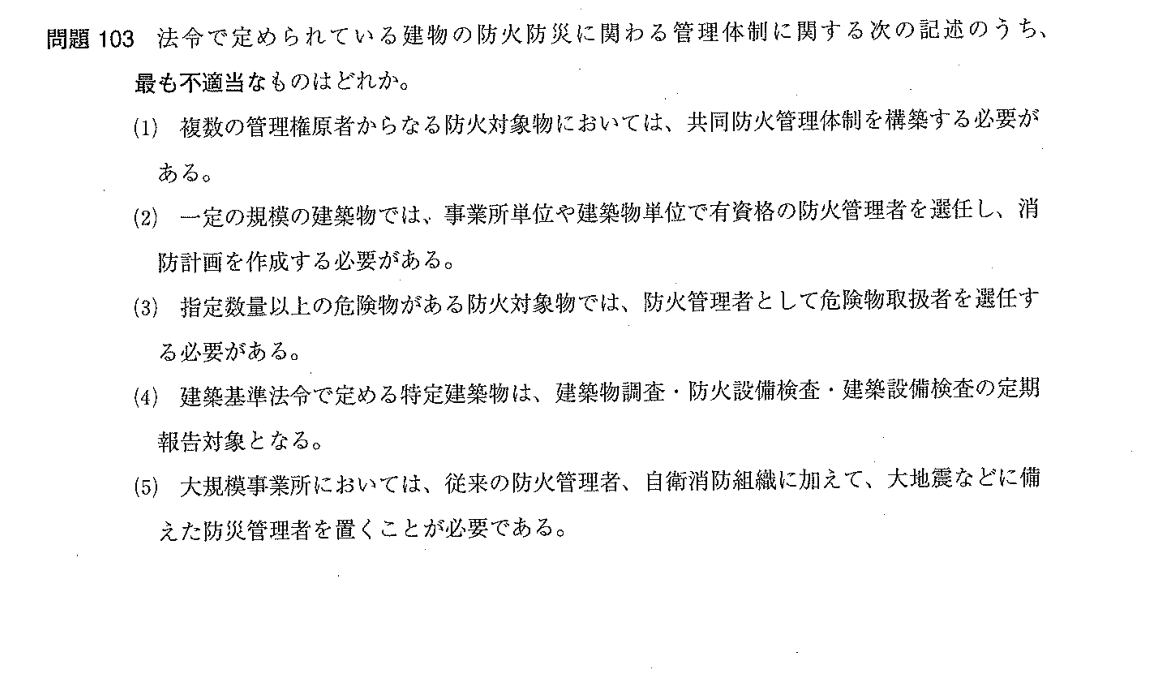 問題 103　法令で定められている建物の防火防災に関わる管理体制に関する次の記述のうち、
最も不適当なものはどれか。
(1)　複数の管理権原者からなる防火対象物においては、共同防火管理体制を構築する必要が
ある。
(2)　一定の規模の建築物では、事業所単位や建築物単位で有資格の防火管理者を選任し、消
防計画を作成する必要がある。
(3)　指定数量以上の危険物がある防火対象物では、防火管理者として危険物取扱者を選任す
る必要がある。
(4)　建築基準法令で定める特定建築物は、建築物調査・防火設備検査・建築設備検査の定期
報告対象となる。
(5)　大規模事業所においては、従来の防火管理者、自衛消防組織に加えて、大地震などに備
えた防災管理者を置くことが必要である。